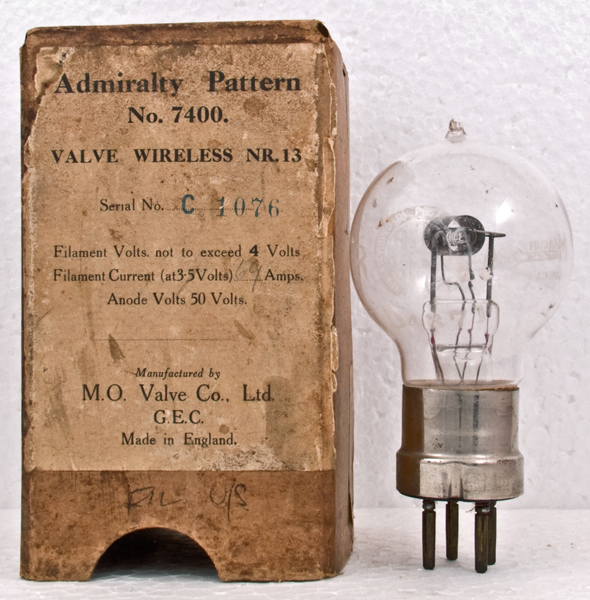 Admiralty Pattern
No. 7400.
VALVE WIRELESS NR.13
Serial No. C 1076
Filament Volts. not to exceed 4 Volts
Filament Current (at 3·5 Volts) Amps.
Anode Volts 50 Volts.
Manufactured by
M.O. Valve Co., Ltd.
G.E.C.
Made in England.
U/S